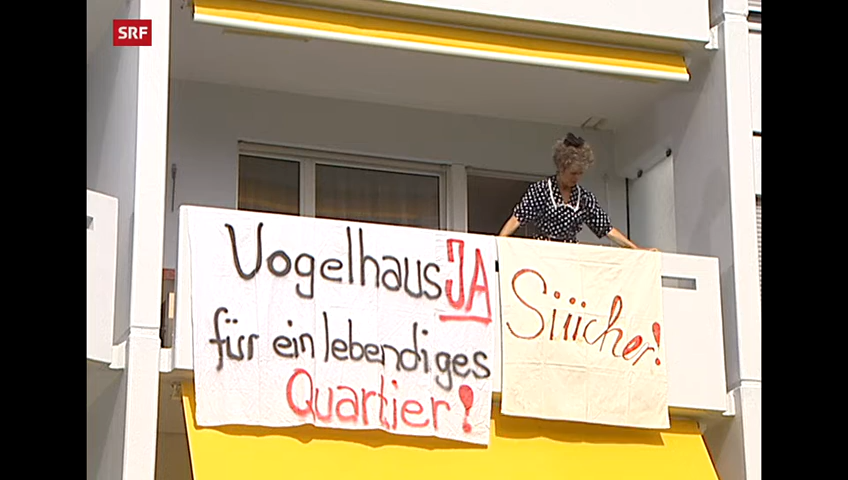 SRF
Vogelhaus JA
für ein lebendiges
Quartier!
Siiicher!